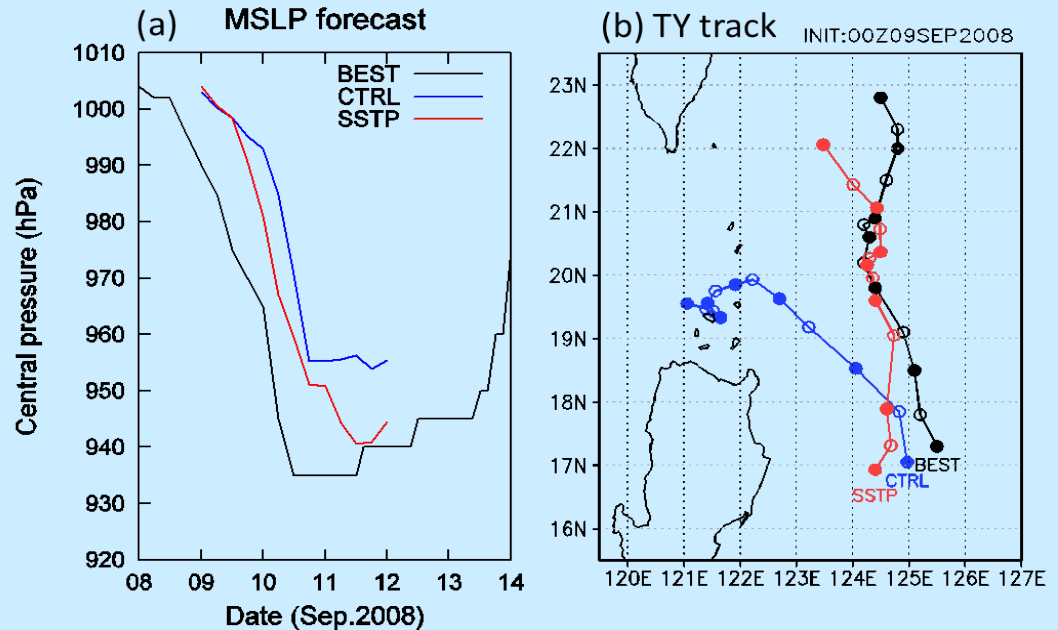 (a) MSLP forecast
1010
1000
990
980
970
960
950
940
930
920
BEST
CTRL
SSTP
Central pressure (hPa)
08 09 10 11 12 13 14
Date (Sep.2008)
(b) TY track
INIT:00Z09SEP2008
23N
22N
21N
20N
19N
18N
17N
16N
BEST
CTRL
SSTP
120E 121E 122E 123E 124E 125E 126E 127E